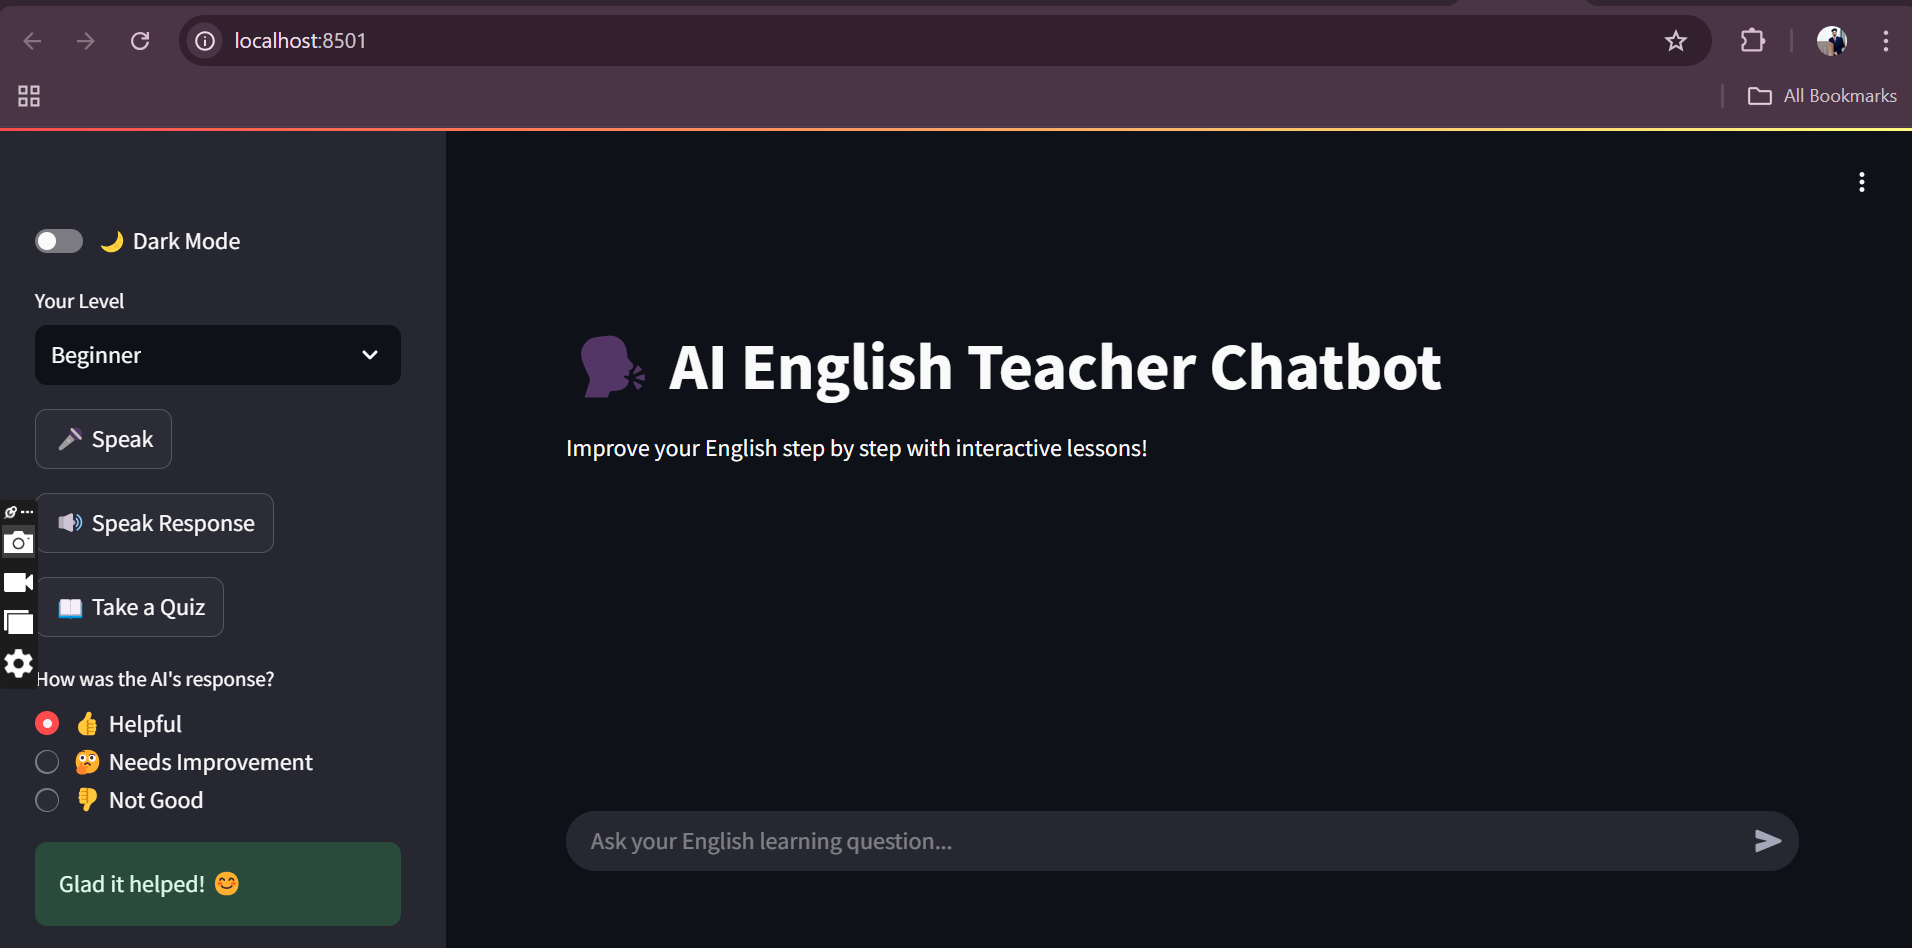 localhost:8501
All Bookmarks
Dark Mode
Your Level
Beginner
Speak
Speak Response
Take a Quiz
How was the AI's response?
Helpful
Needs Improvement
Not Good
Glad it helped! 😊
AI English Teacher Chatbot
Improve your English step by step with interactive lessons!
Ask your English learning question...